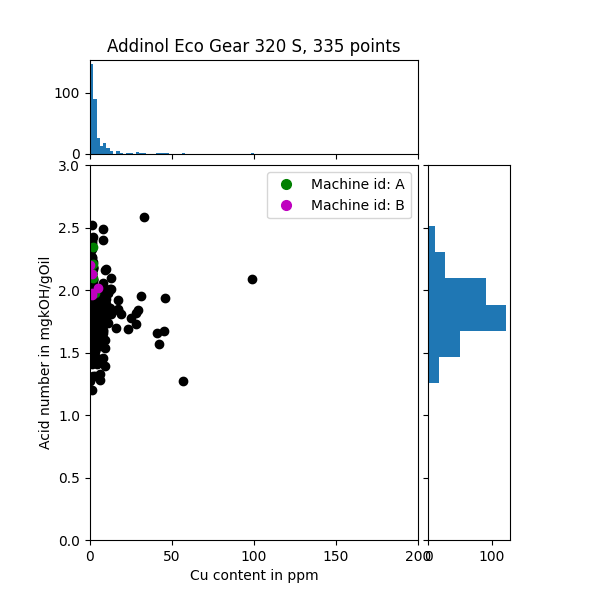 Addinol Eco Gear 320 S, 335 points
100
0
3.0
2.5
2.0
1.5
1.0
0.5
0.0
Acid number in mgkOH/gOil
Machine id: A
Machine id: B
0 50 100 150 200
0 100
Cu content in ppm